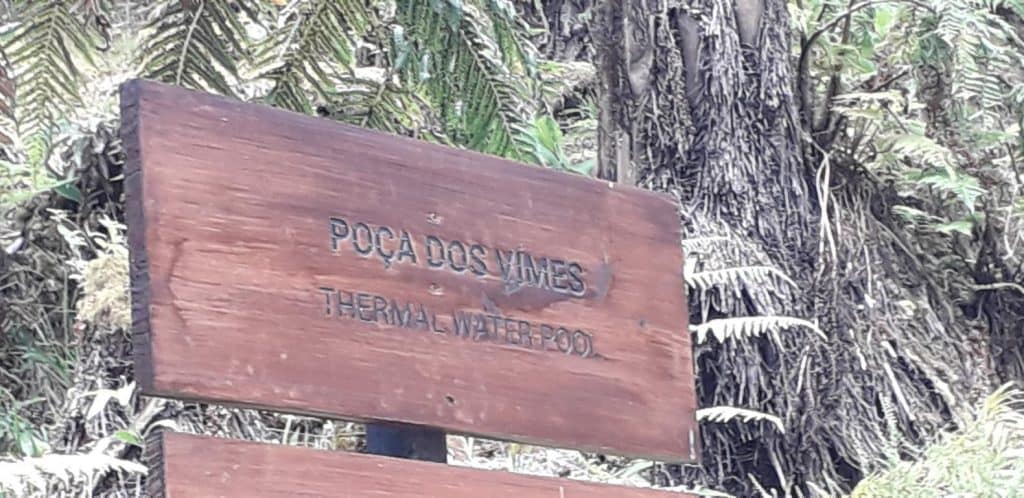 POÇA DOS VIMES
THERMAL WATER POOL